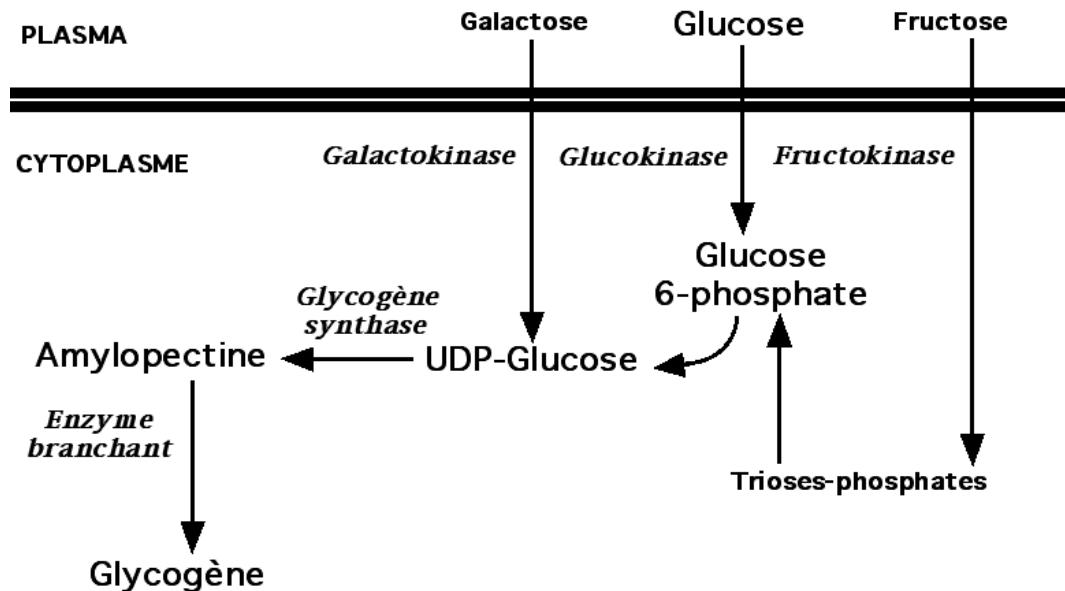 PLASMA
Galactose
Glucose
Fructose
CYTOPLASME
Galactokinase
Glucokinase
Fructokinase
Glucose
6-phosphate
Glycogène
synthase
Amylopectine
UDP-Glucose
Enzyme
branchant
Trioses-phosphates
Glycogène